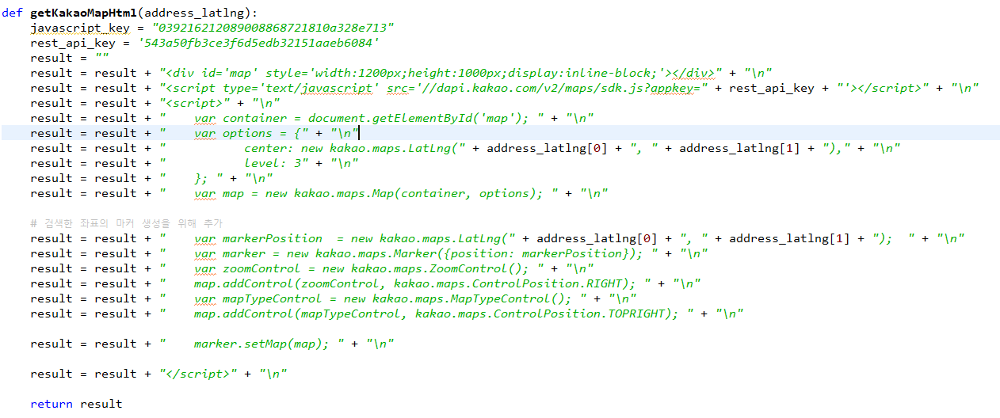 def getKakaoMapHtml(address_latlng):
    javascript_key = "039216212089008868721810a328e713"
    rest_api_key = '543a50fb3ce3f6d5edb32151aaeb6084'
    result = ""
    result = result + "<div id='map' style='width:1200px;height:1000px;display:inline-block;'></div>" + "\n"
    result = result + "<script type='text/javascript' src='//dapi.kakao.com/v2/maps/sdk.js?appkey=" + rest_api_key + "'></script>" + "\n"
    result = result + "<script>" + "\n"
    result = result + "    var container = document.getElementById('map'); " + "\n"
    result = result + "    var options = {" + "\n"
    result = result + "           center: new kakao.maps.LatLng(" + address_latlng[0] + ", " + address_latlng[1] + ")," + "\n"
    result = result + "           level: 3" + "\n"
    result = result + "    }; " + "\n"
    result = result + "    var map = new kakao.maps.Map(container, options); " + "\n"
    # 검색한 좌표의 마커 생성을 위해 추가
    result = result + "    var markerPosition  = new kakao.maps.LatLng(" + address_latlng[0] + ", " + address_latlng[1] + ");  " + "\n"
    result = result + "    var marker = new kakao.maps.Marker({position: markerPosition}); " + "\n"
    result = result + "    var zoomControl = new kakao.maps.ZoomControl(); " + "\n"
    result = result + "    map.addControl(zoomControl, kakao.maps.ControlPosition.RIGHT); " + "\n"
    result = result + "    var mapTypeControl = new kakao.maps.MapTypeControl(); " + "\n"
    result = result + "    map.addControl(mapTypeControl, kakao.maps.ControlPosition.TOPRIGHT); " + "\n"
    result = result + "    marker.setMap(map); " + "\n"
    result = result + "</script>" + "\n"
    return result